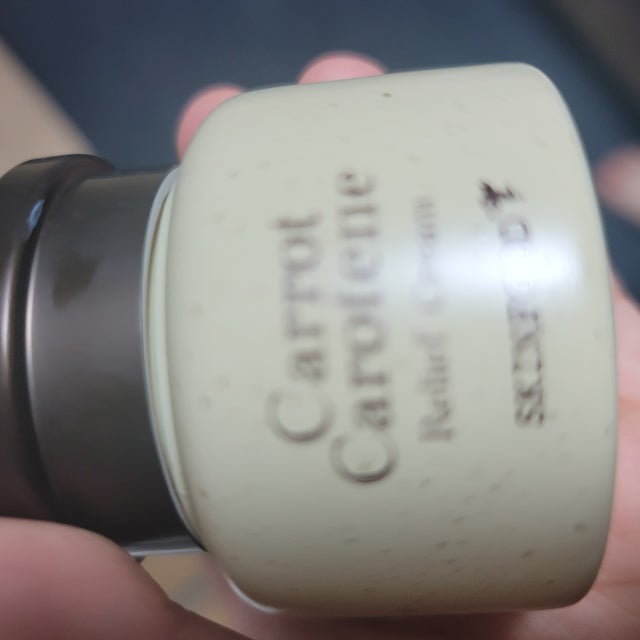 Carrot
Carotene
Relief Cream
SKINFOOD